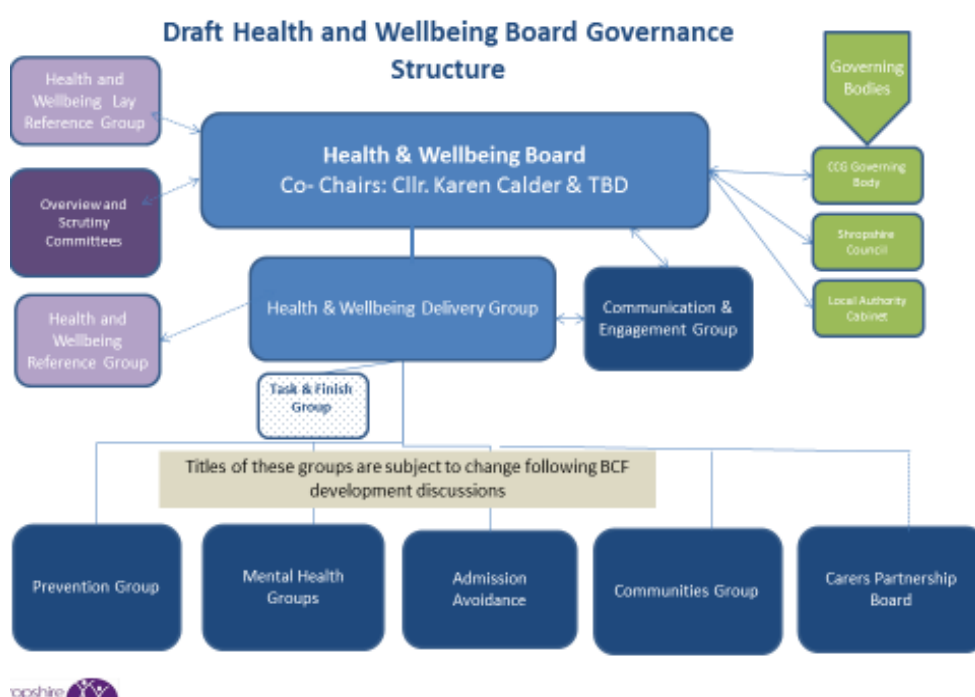 Draft Health and Wellbeing Board Governance
Structure
Health and
Wellbeing Lay
Reference Group
Governing
Bodies
Health & Wellbeing Board
Co- Chairs: Cllr. Karen Calder & TBD
CCG Governing
Body
Overview and
Scrutiny
Committees
Shropshire
Council
Health & Wellbeing Delivery Group
Communication &
Engagement Group
Local Authority
Cabinet
Health and
Wellbeing
Reference Group
Task & Finish
Group
Titles of these groups are subject to change following BCF
development discussions
Prevention Group
Mental Health
Groups
Admission
Avoidance
Communities Group
Carers Partnership
Board